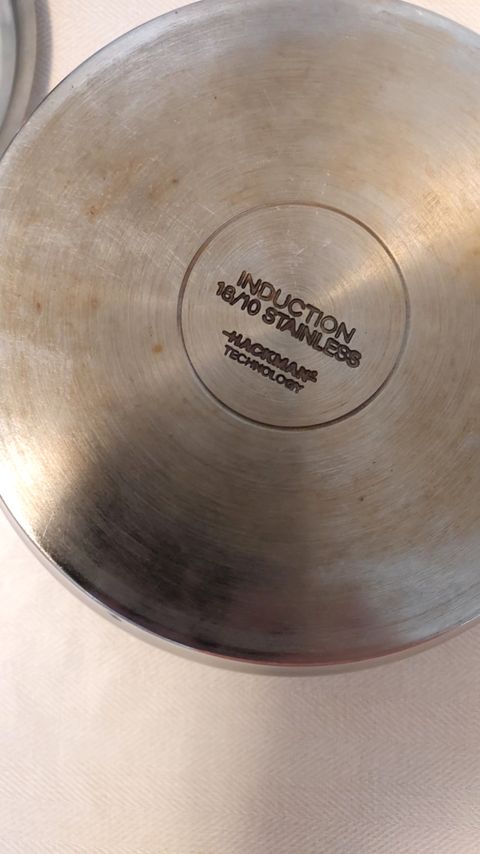 INDUCTION
18/10 STAINLESS
HACKMAN®
TECHNOLOGY